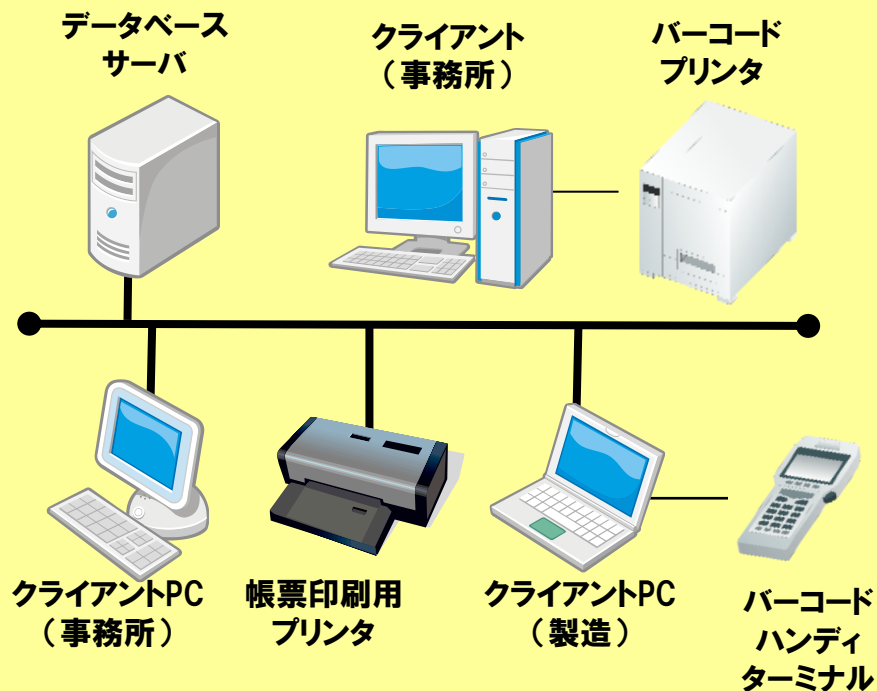 データベース
サーバ
クライアント
（事務所）
バーコード
プリンタ
クライアントPC
（事務所）
帳票印刷用
プリンタ
クライアントPC
（製造）
バーコード
ハンディ
ターミナル